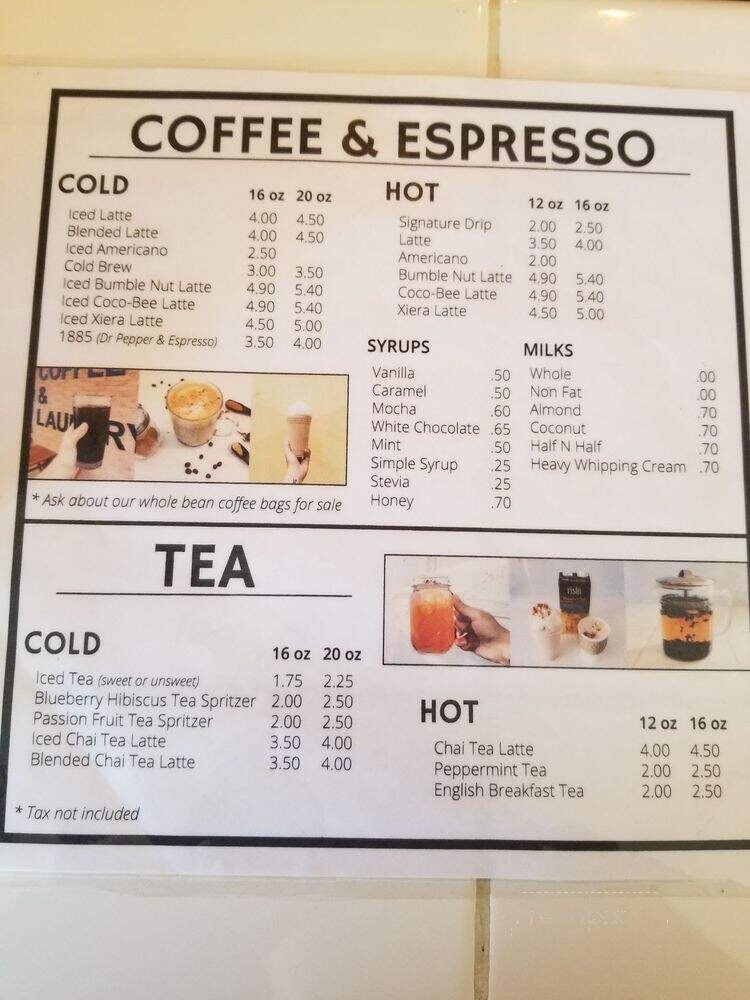 COFFEE & ESPRESSO
COLD
16 oz 20 oz
Iced Latte 4.00 4.50
Blended Latte 4.00 4.50
Iced Americano 2.50
Cold Brew 3.00 3.50
Iced Bumble Nut Latte 4.90 5.40
Iced Coco-Bee Latte 4.90 5.40
Iced Xiera Latte 4.50 5.00
1885 (Dr Pepper & Espresso) 3.50 4.00
HOT
12 oz 16 oz
Signature Drip 2.00 2.50
Latte 3.50 4.00
Americano 2.00
Bumble Nut Latte 4.90 5.40
Coco-Bee Latte 4.90 5.40
Xiera Latte 4.50 5.00
SYRUPS
Vanilla .50
Caramel .50
Mocha .60
White Chocolate .65
Mint .50
Simple Syrup .25
Stevia .25
Honey .70
MILKS
Whole .00
Non Fat .00
Almond .70
Coconut .70
Half N Half .70
Heavy Whipping Cream .70
COFFEE
&
LAU RY
* Ask about our whole bean coffee bags for sale
TEA
rishi
COLD
16 oz 20 oz
Iced Tea (sweet or unsweet) 1.75 2.25
Blueberry Hibiscus Tea Spritzer 2.00 2.50
Passion Fruit Tea Spritzer 2.00 2.50
Iced Chai Tea Latte 3.50 4.00
Blended Chai Tea Latte 3.50 4.00
HOT
12 oz 16 oz
Chai Tea Latte 4.00 4.50
Peppermint Tea 2.00 2.50
English Breakfast Tea 2.00 2.50
* Tax not included